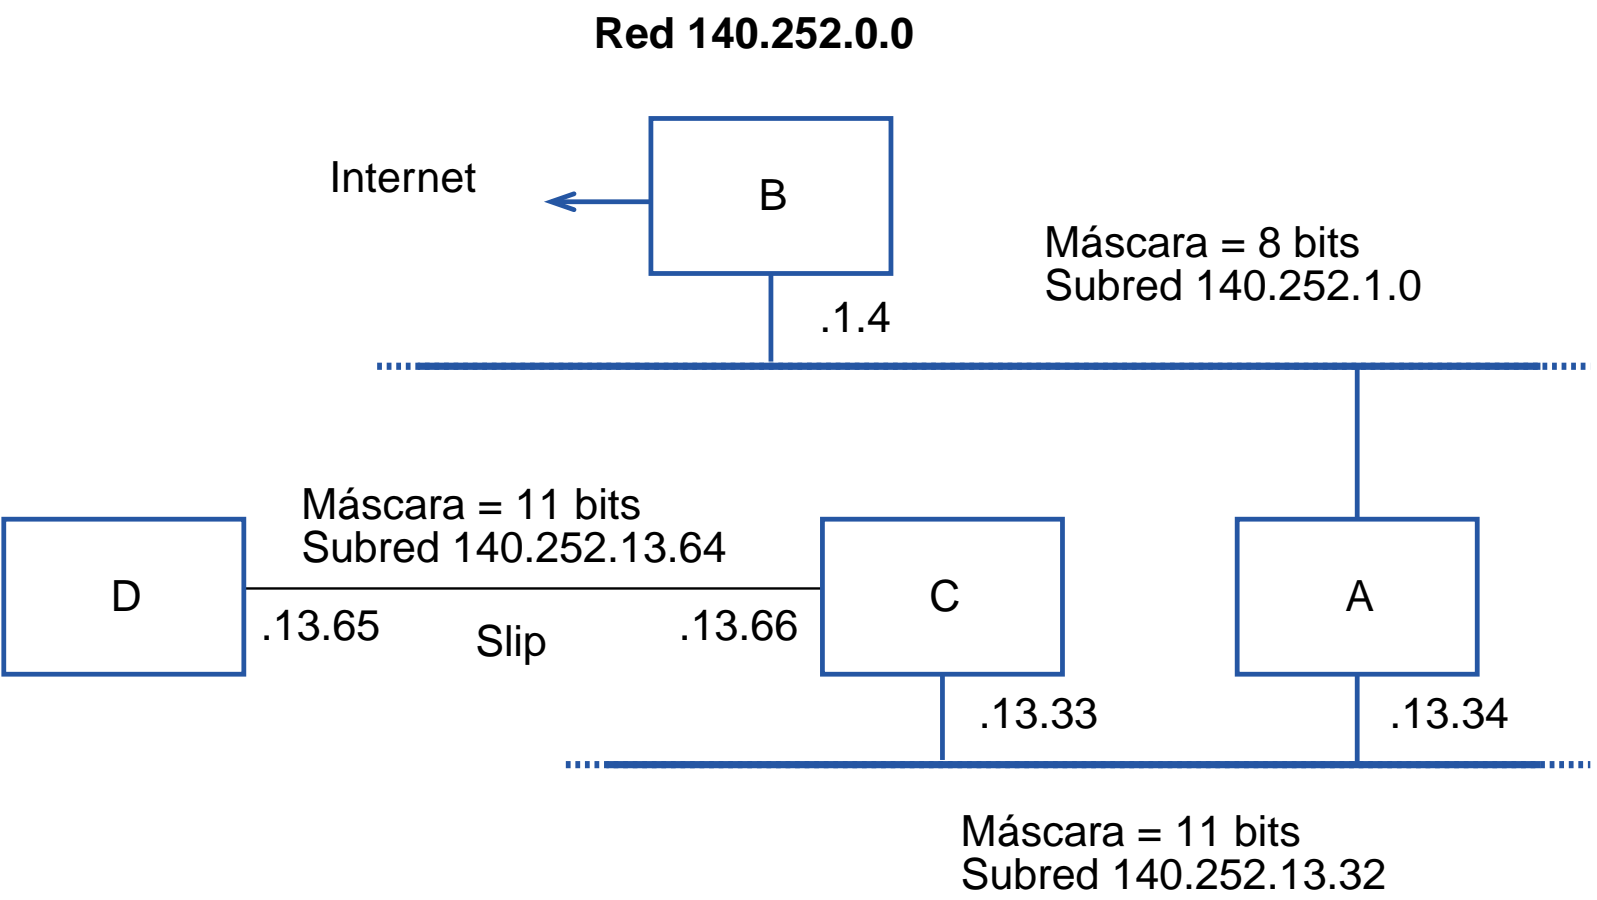 Red 140.252.0.0
Internet
B
Máscara = 8 bits
Subred 140.252.1.0
.1.4
Máscara = 11 bits
Subred 140.252.13.64
D
C
A
.13.65
Slip
.13.66
.13.33
.13.34
Máscara = 11 bits
Subred 140.252.13.32